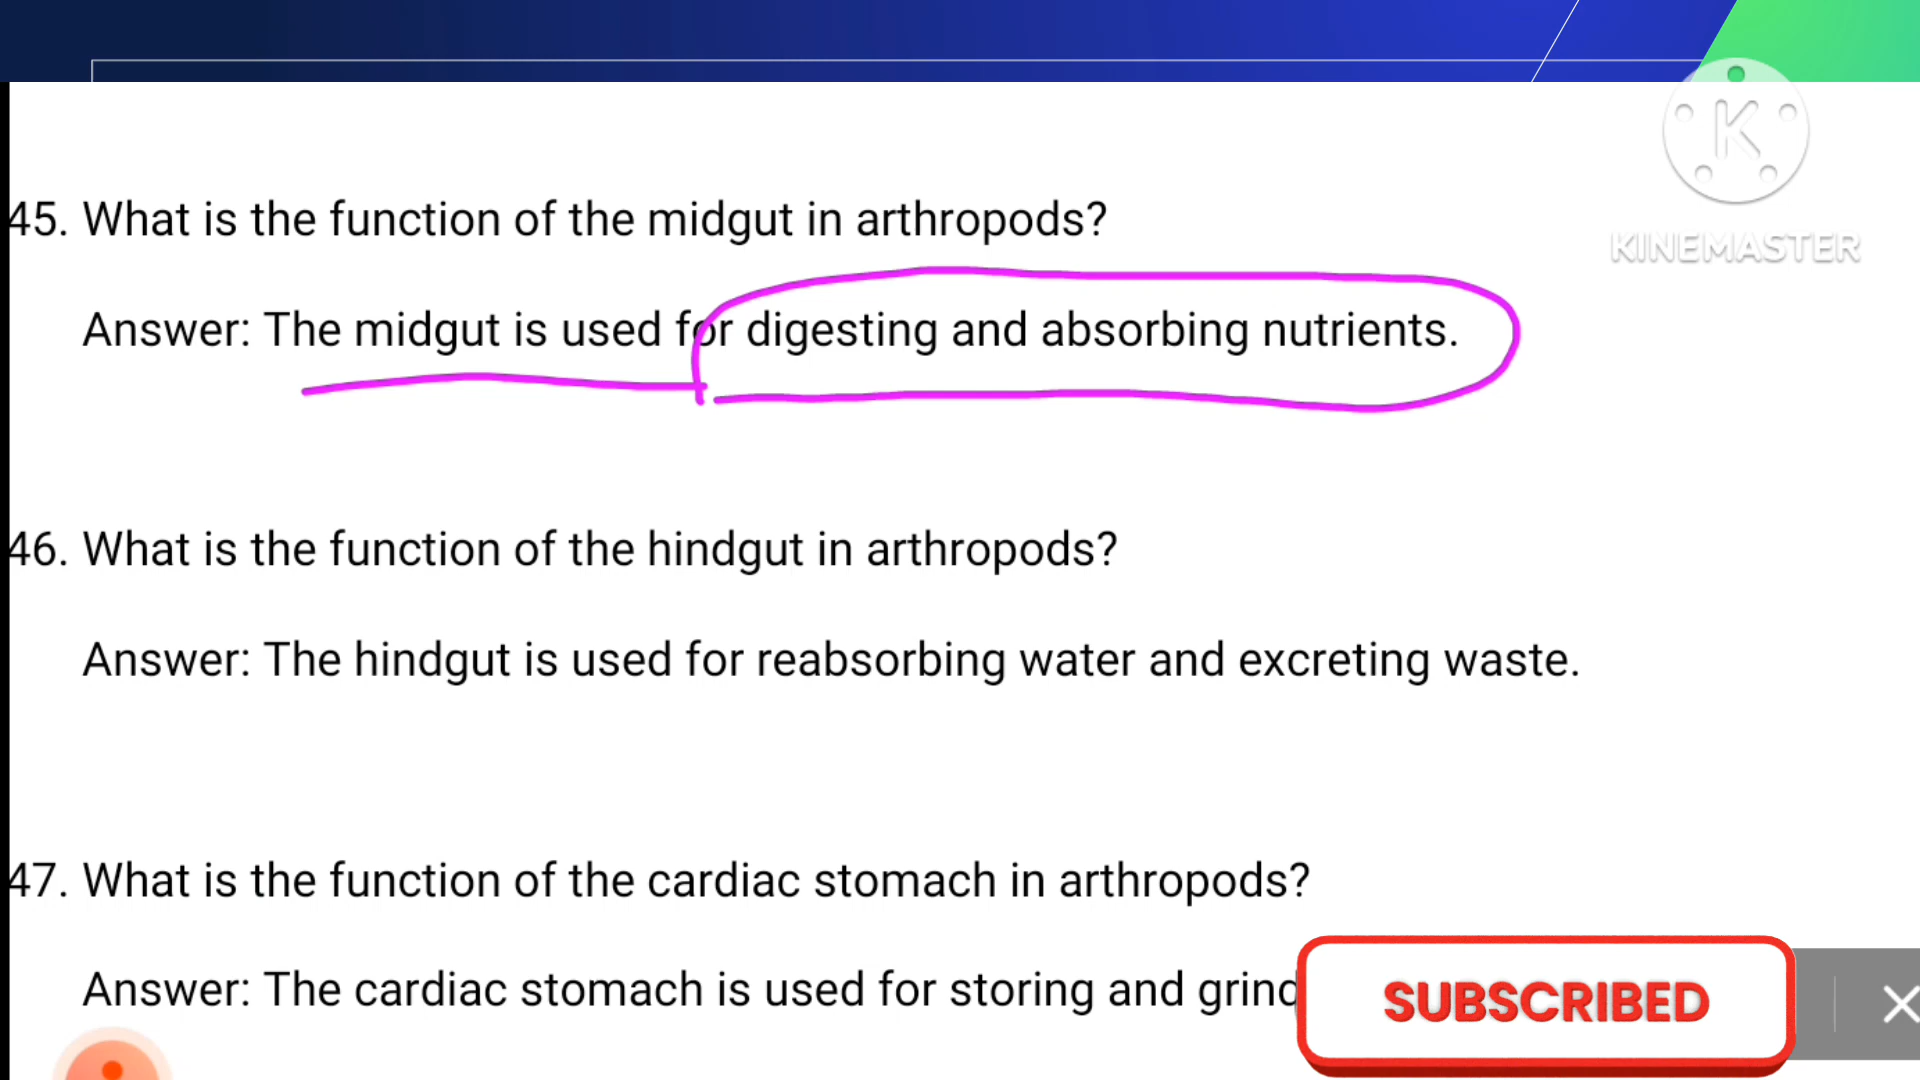 K
KINEMASTER
45. What is the function of the midgut in arthropods?
Answer: The midgut is used for digesting and absorbing nutrients.
46. What is the function of the hindgut in arthropods?
Answer: The hindgut is used for reabsorbing water and excreting waste.
47. What is the function of the cardiac stomach in arthropods?
Answer: The cardiac stomach is used for storing and
SUBSCRIBED